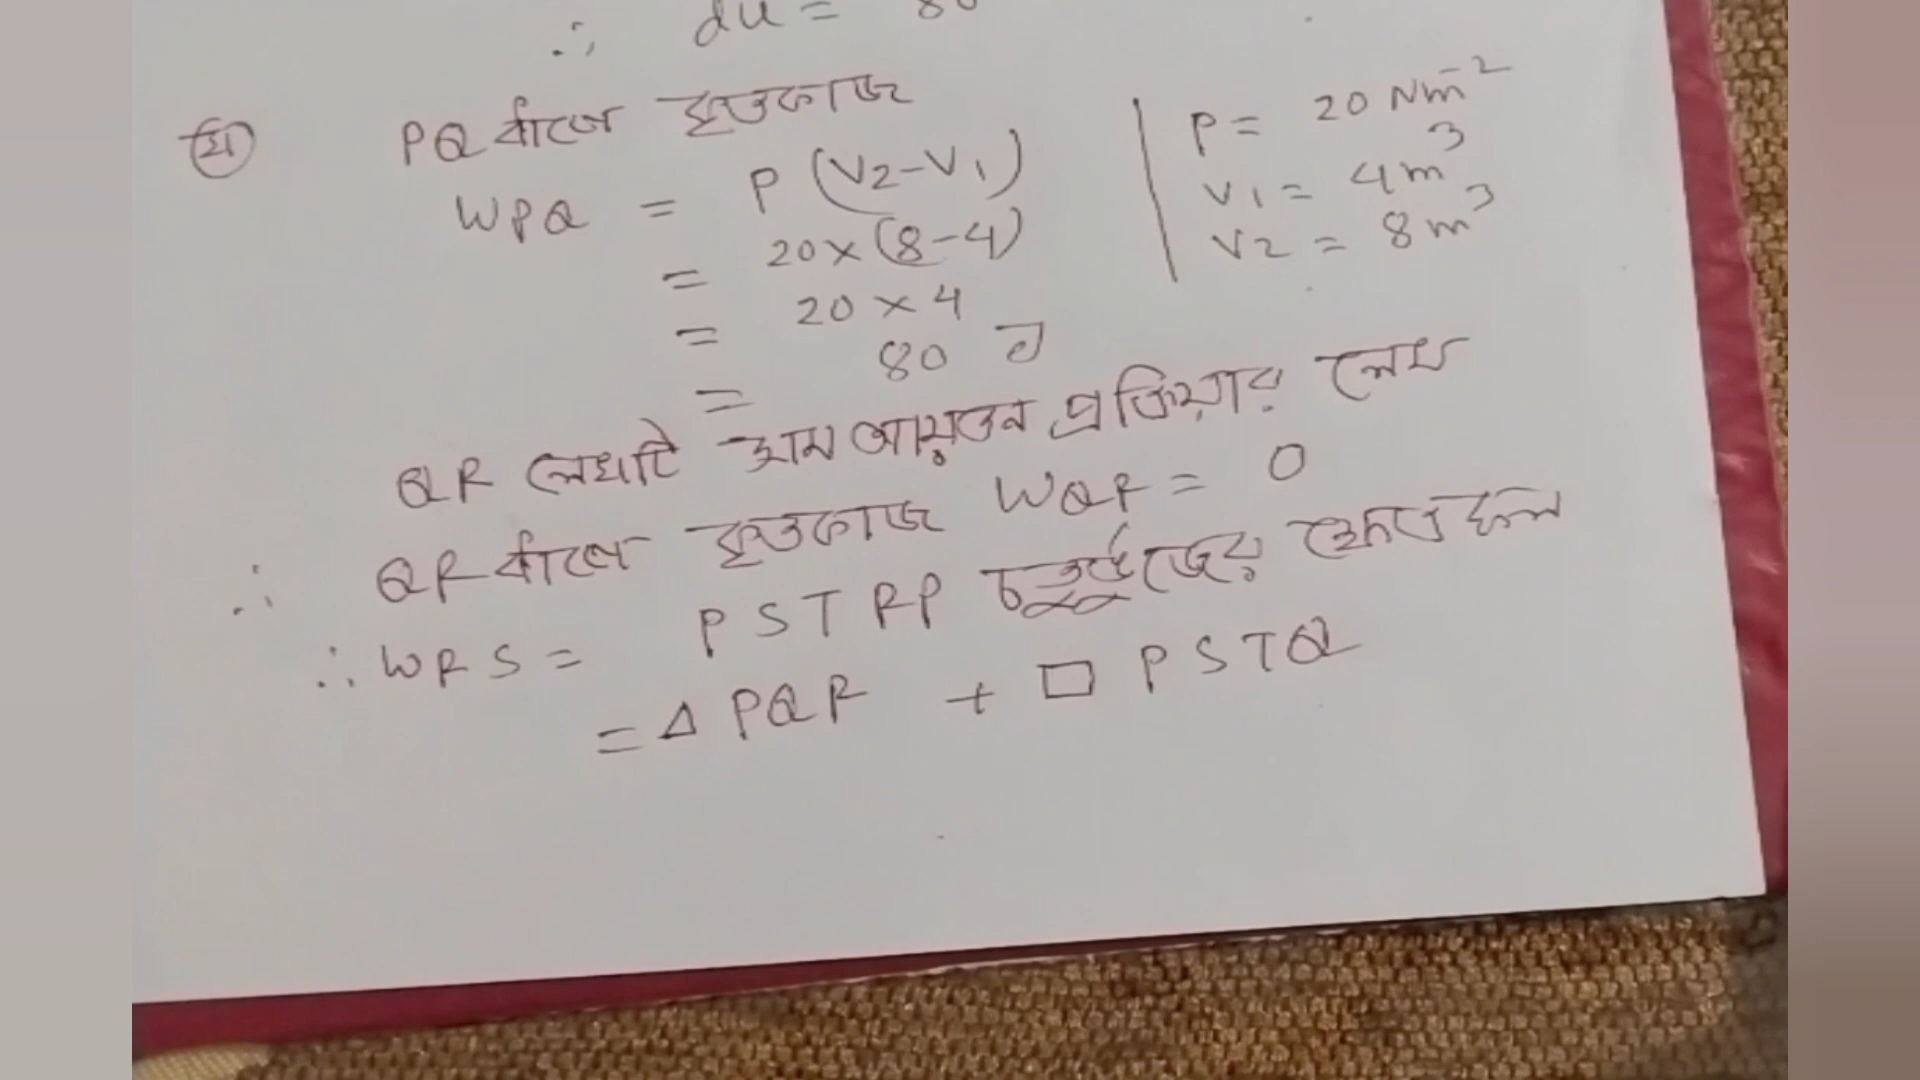 ∴ du = 80
ঘ PQ বাংশে কৃতকাজ
WPQ = P (V2-V1)
= 20×(8-4)
= 20×4
= 80 J
P = 20 Nm⁻²
V1 = 4m³
V2 = 8m³
QR লেখটি সম আয়তন প্রক্রিয়ার লেখ
∴ QR বাংশে কৃতকাজ WQR = 0
∴ WRS = PSTRP চতুর্ভুজের ক্ষেত্রফল
= Δ PQR + □ PSTQ